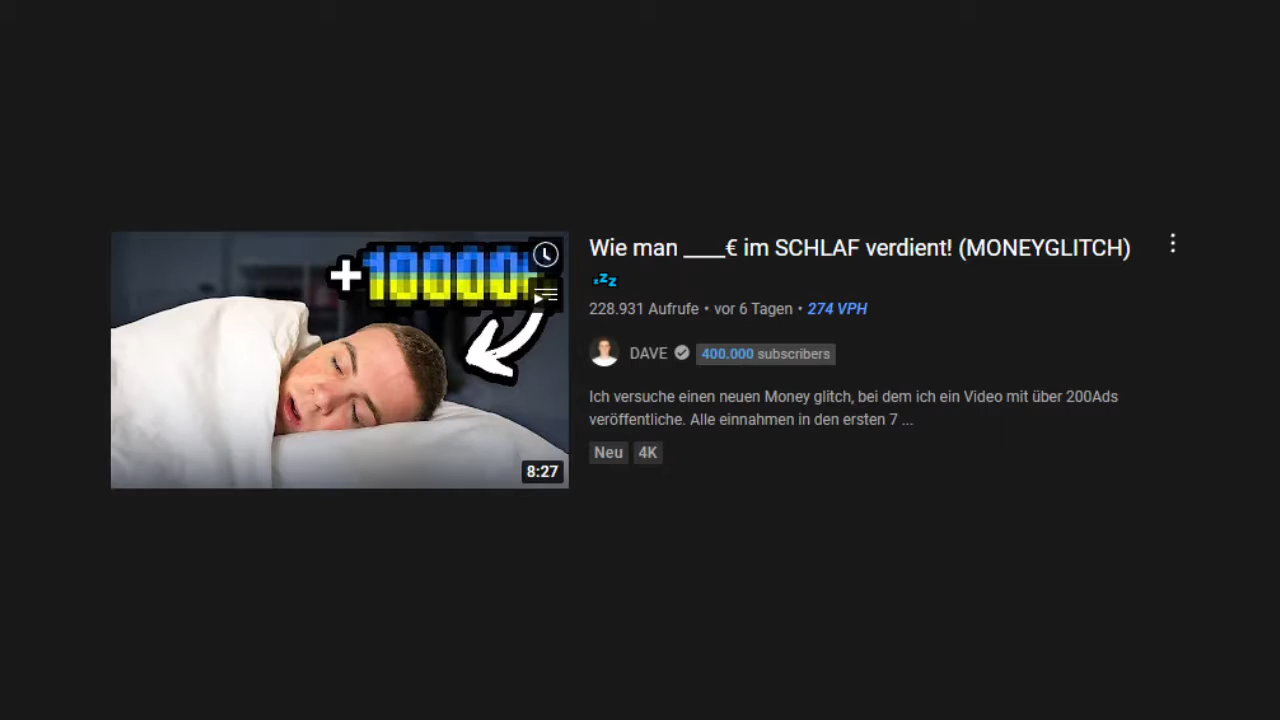 +10000
Wie man ____€ im SCHLAF verdient! (MONEYGLITCH)
💤
228.931 Aufrufe • vor 6 Tagen • 274 VPH
DAVE 400.000 subscribers
Ich versuche einen neuen Money glitch, bei dem ich ein Video mit über 200Ads
veröffentliche. Alle einnahmen in den ersten 7 ...
Neu 4K
8:27